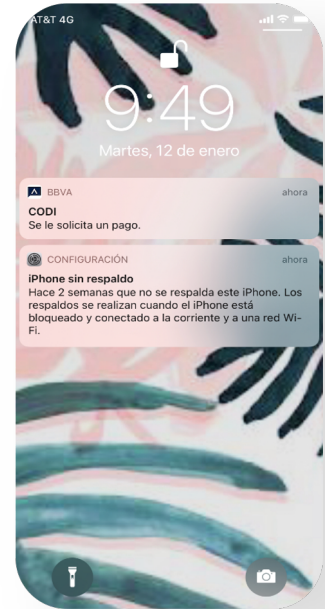 AT&T 4G
9:49
Martes, 12 de enero
BBVA ahora
CODI
Se le solicita un pago.
CONFIGURACIÓN ahora
iPhone sin respaldo
Hace 2 semanas que no se respalda este iPhone. Los
respaldos se realizan cuando el iPhone está
bloqueado y conectado a la corriente y a una red Wi-
Fi.